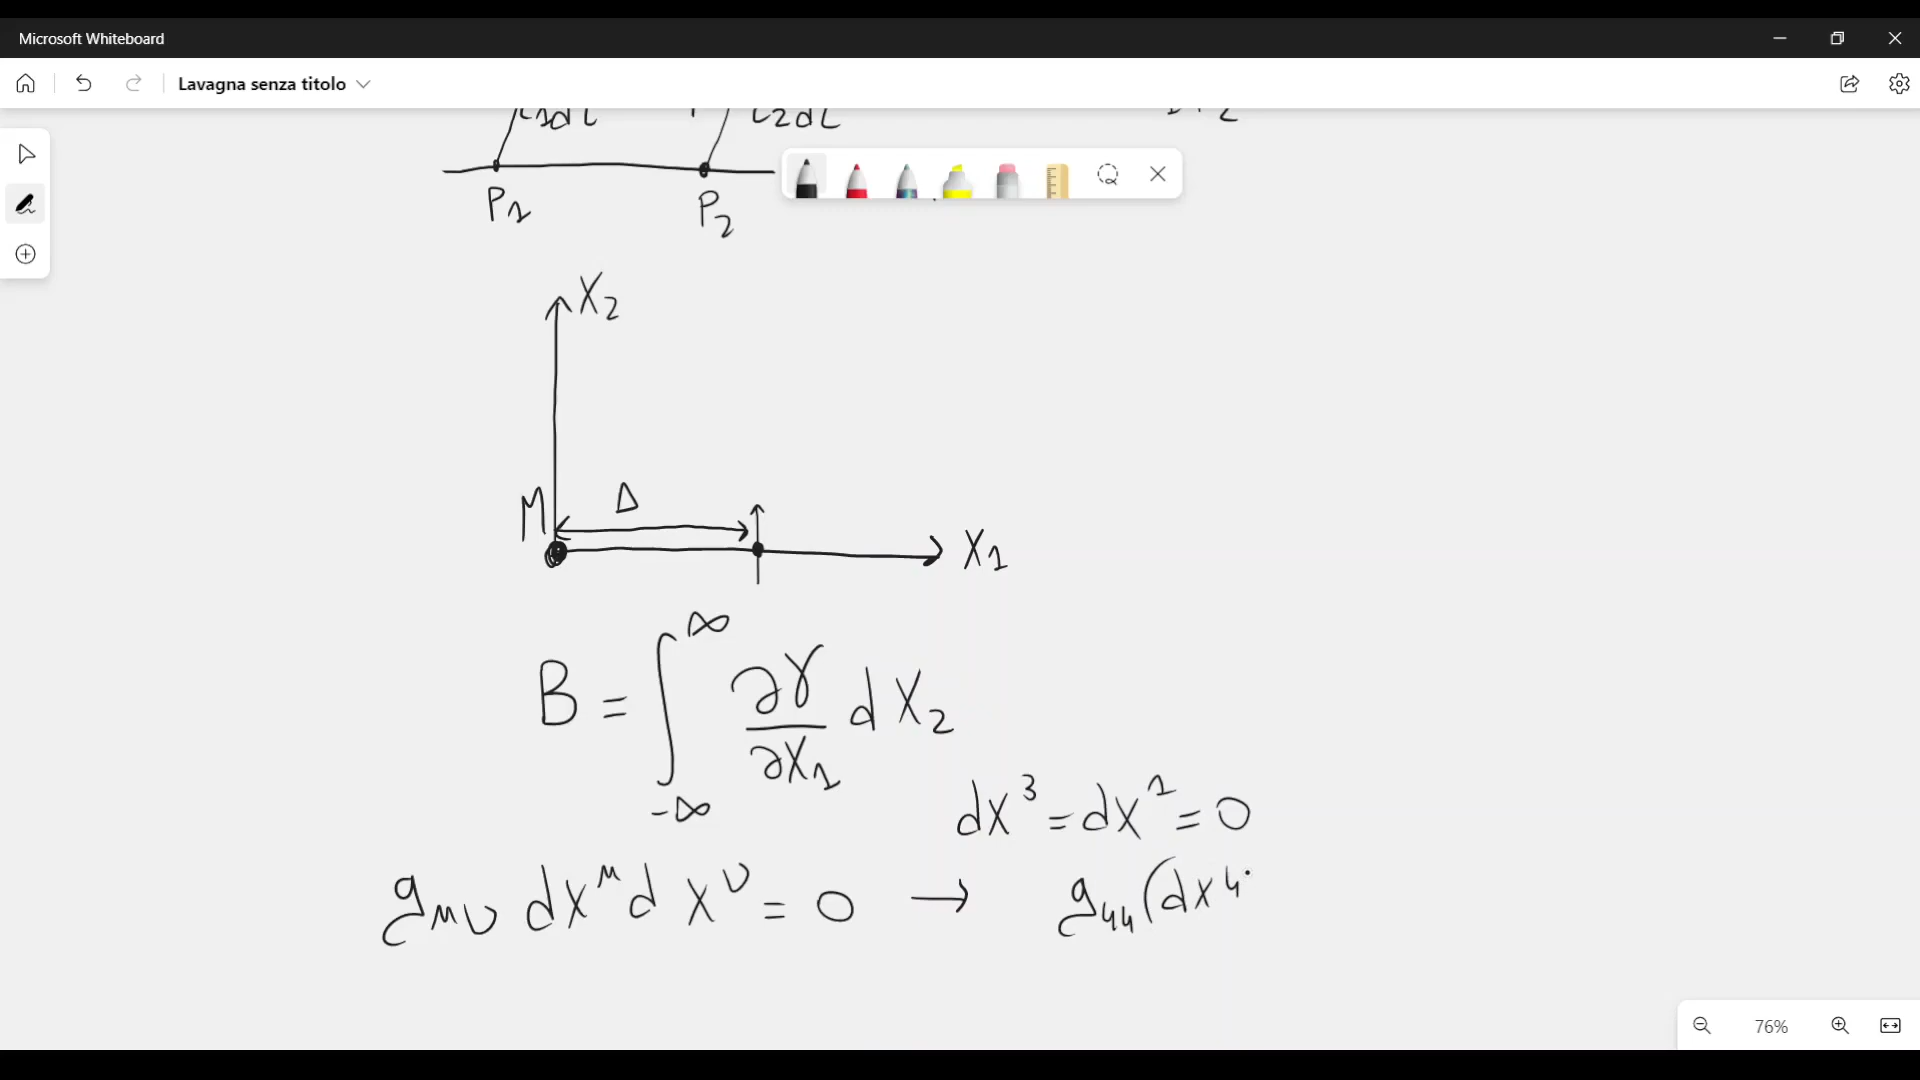 Microsoft Whiteboard
Lavagna senza titolo
P1 P2
X2
M Δ
X1
B = ∫_{-∞}^{∞} ∂γ/∂X1 dX2
dx³ = dx¹ = 0
gμν dx^μ dx^ν = 0 → g44(dx4
76%